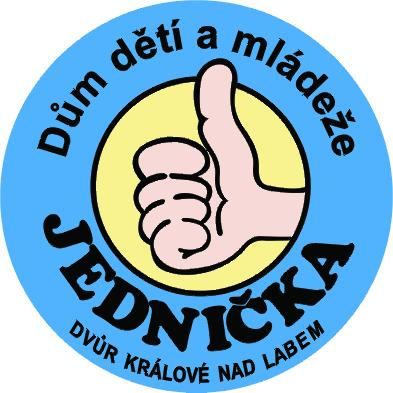 Dům dětí a mládeže
JEDNIČKA
DVŮR KRÁLOVÉ NAD LABEM